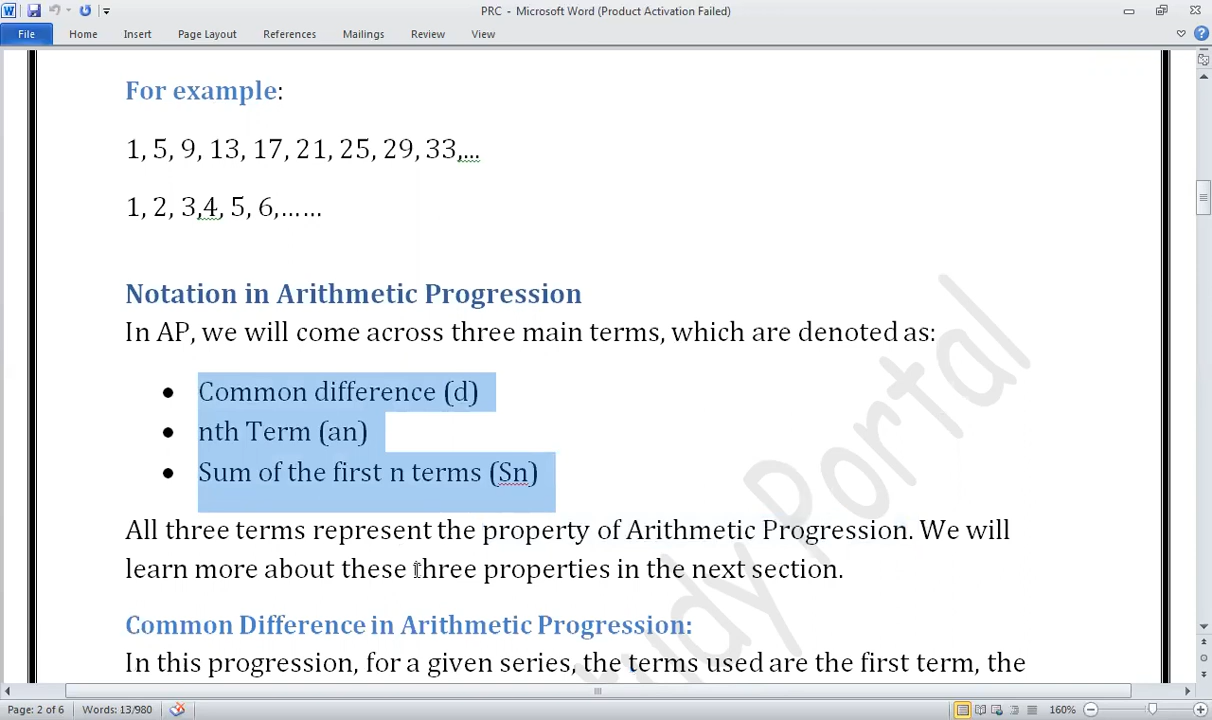 PRC - Microsoft Word (Product Activation Failed)
File Home Insert Page Layout References Mailings Review View
For example:
1, 5, 9, 13, 17, 21, 25, 29, 33,...
1, 2, 3,4, 5, 6,……
Notation in Arithmetic Progression
In AP, we will come across three main terms, which are denoted as:
• Common difference (d)
• nth Term (an)
• Sum of the first n terms (Sn)
All three terms represent the property of Arithmetic Progression. We will
learn more about these three properties in the next section.
Common Difference in Arithmetic Progression:
In this progression, for a given series, the terms used are the first term, the
tudy Portal
Page: 2 of 6 Words: 13/980 160%